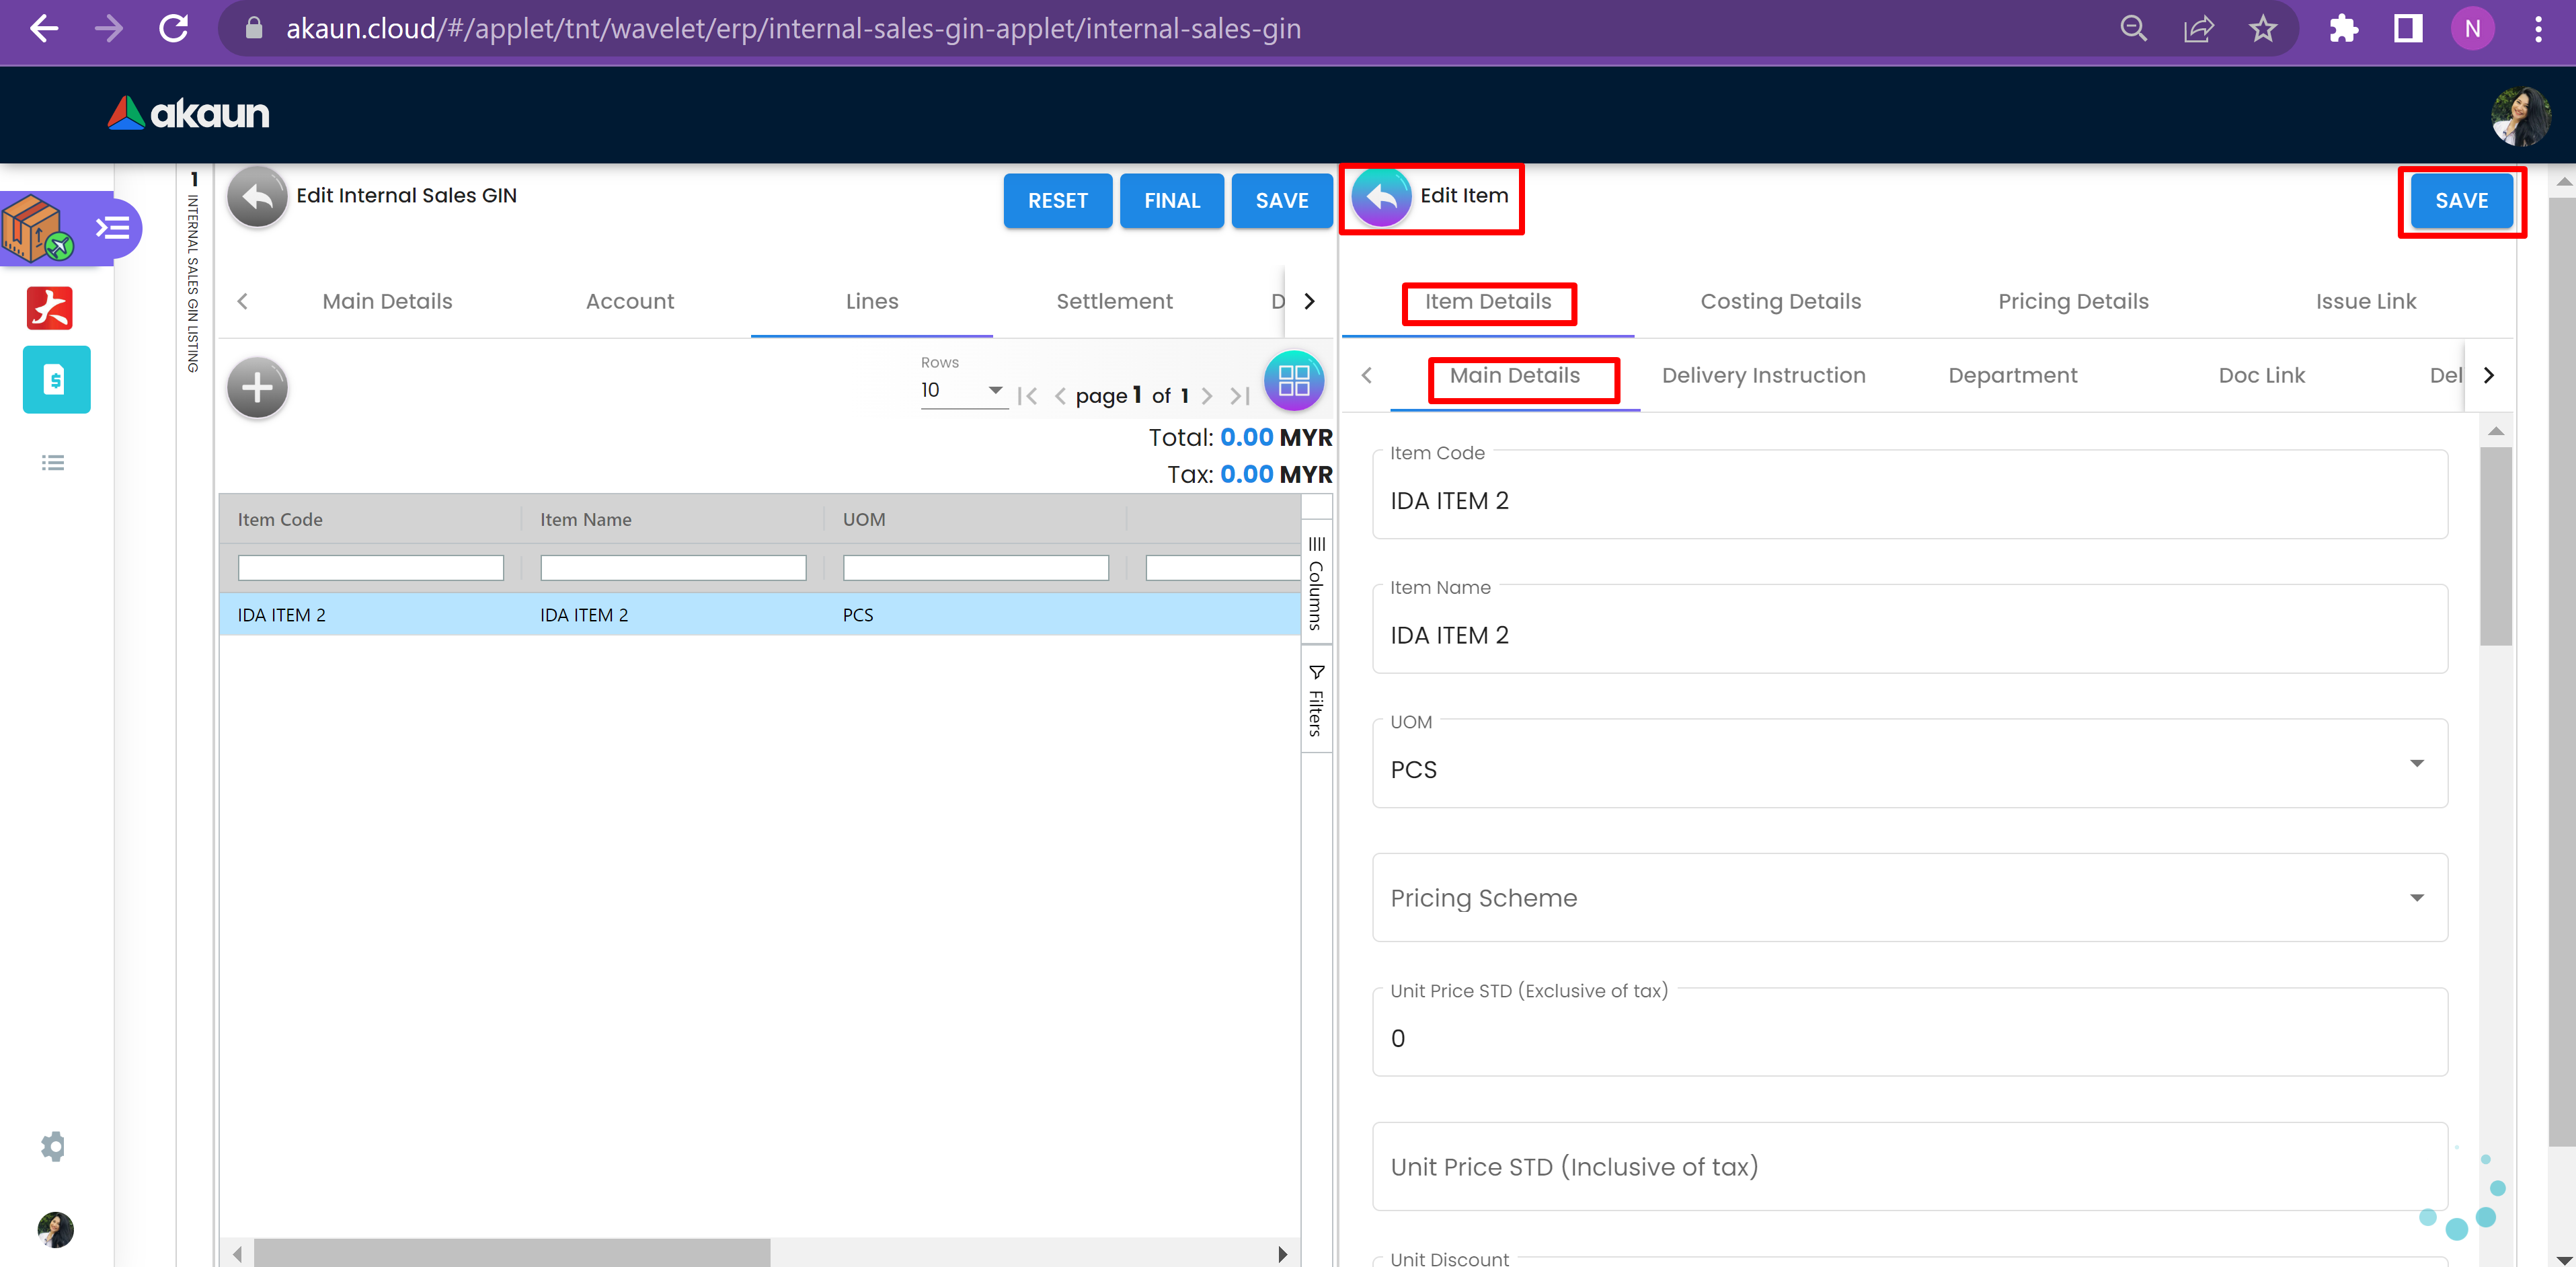 akaun.cloud/#/applet/tnt/wavelet/erp/internal-sales-gin-applet/internal-sales-gin
N
akaun
1 INTERNAL SALES GIN LISTING
Edit Internal Sales GIN
RESET
FINAL
SAVE
Main Details
Account
Lines
Settlement
D
Rows
10
page 1 of 1
Total: 0.00 MYR
Tax: 0.00 MYR
Item Code
Item Name
UOM
IDA ITEM 2
IDA ITEM 2
PCS
Columns
Filters
Edit Item
SAVE
Item Details
Costing Details
Pricing Details
Issue Link
Main Details
Delivery Instruction
Department
Doc Link
Del
Item Code
IDA ITEM 2
Item Name
IDA ITEM 2
UOM
PCS
Pricing Scheme
Unit Price STD (Exclusive of tax)
0
Unit Price STD (Inclusive of tax)
Unit Discount